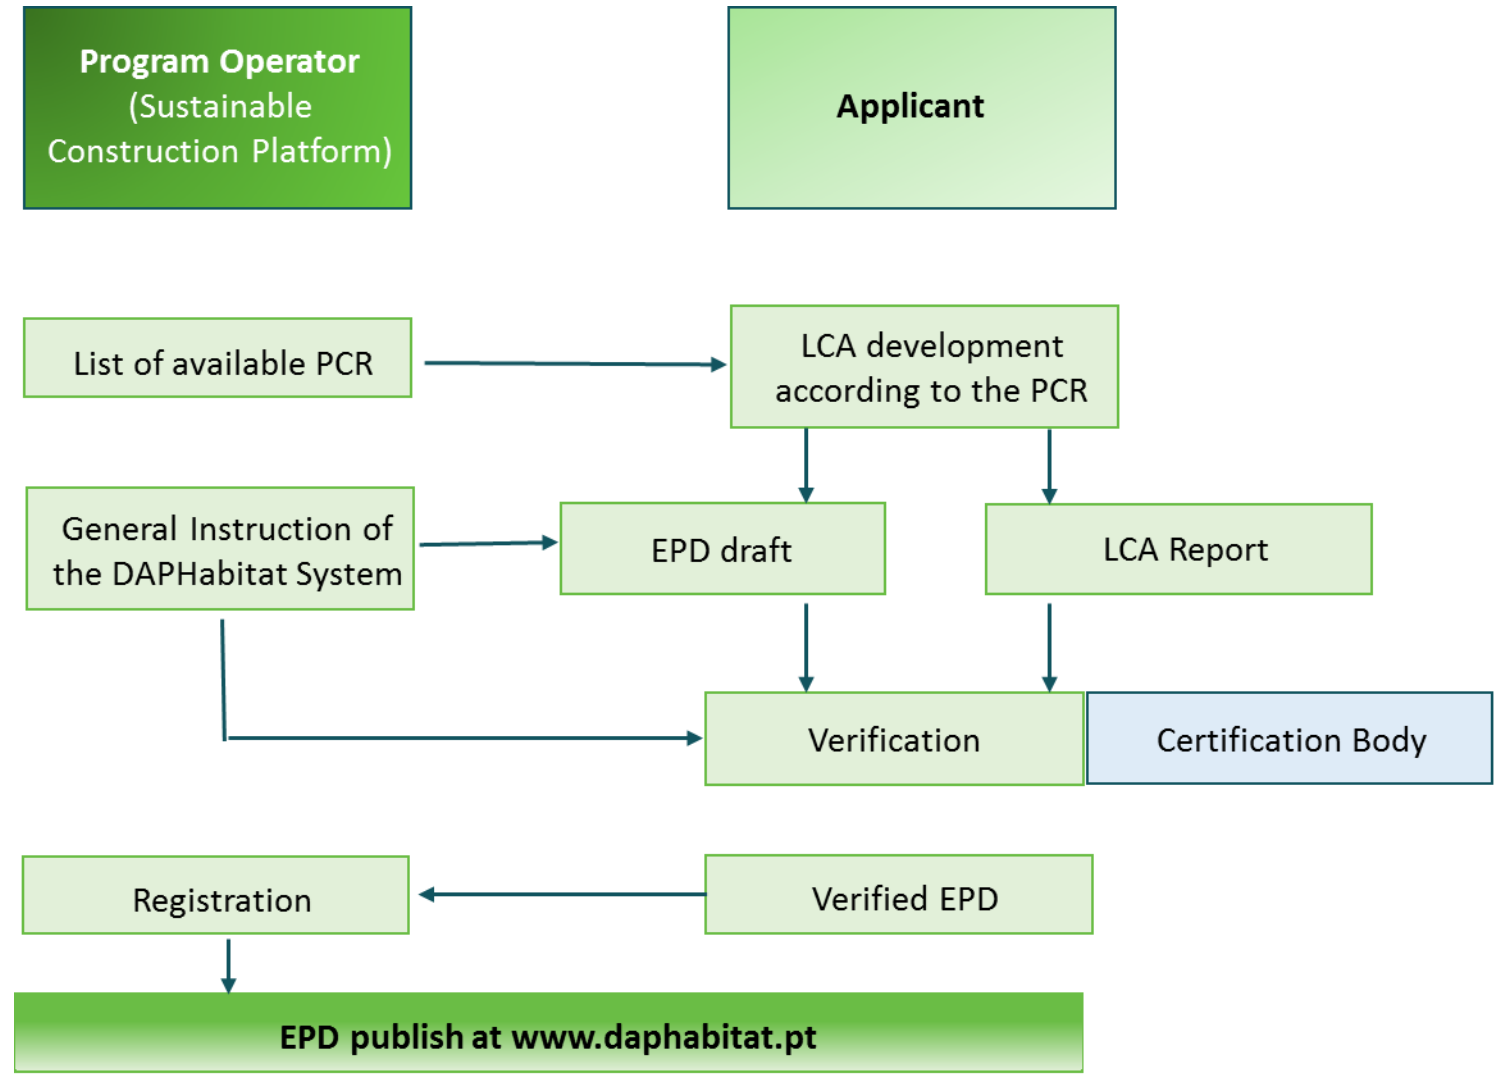 Program Operator
(Sustainable
Construction Platform)
Applicant
List of available PCR
LCA development
according to the PCR
General Instruction of
the DAPHabitat System
EPD draft
LCA Report
Verification
Certification Body
Registration
Verified EPD
EPD publish at www.daphabitat.pt